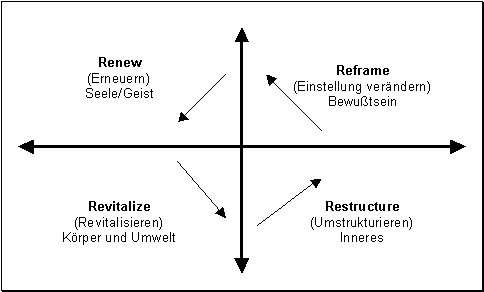 Renew
(Erneuern)
Seele/Geist
Reframe
(Einstellung verändern)
Bewußtsein
Revitalize
(Revitalisieren)
Körper und Umwelt
Restructure
(Umstrukturieren)
Inneres